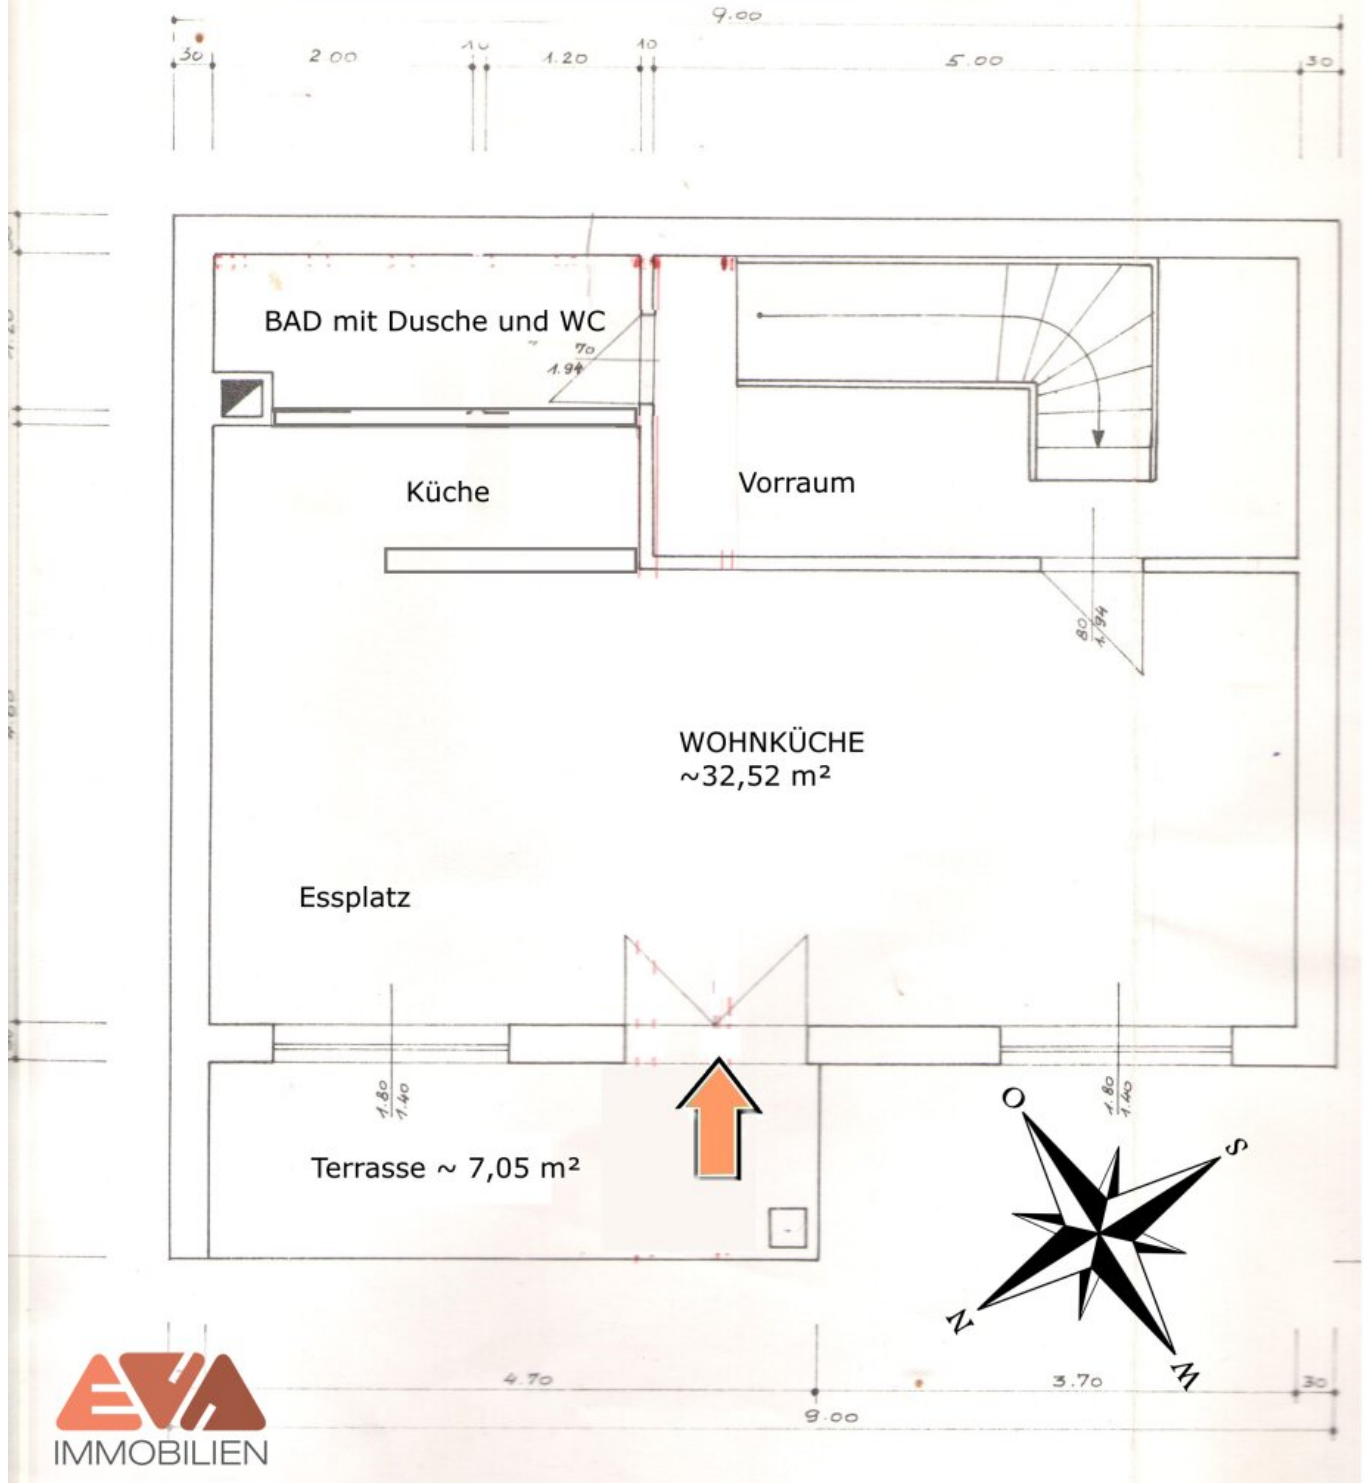 9.00
30 2.00 10 1.20 10 5.00 30
BAD mit Dusche und WC
70
1.94
Küche
Vorraum
80
1.94
WOHNKÜCHE
~32,52 m²
Essplatz
1.80
1.40
1.80
1.40
Terrasse ~ 7,05 m²
O
S
N
W
4.70 3.70 30
9.00
EVA
IMMOBILIEN